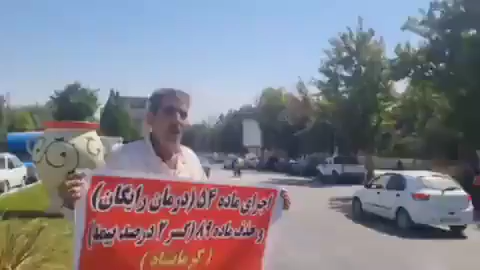 اجرای ماده ۵۴ (درمان رایگان)
و حذف ماده ۸۹ (کسر ۲ درصد بیمه)
(کرمانشاه)